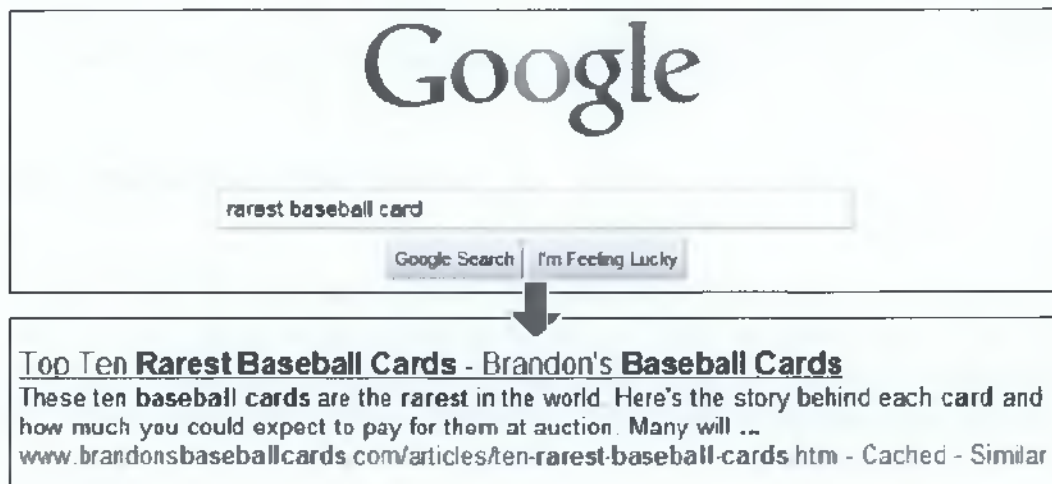 Google
rarest baseball card
Google Search I'm Feeling Lucky
Top Ten Rarest Baseball Cards - Brandon's Baseball Cards
These ten baseball cards are the rarest in the world. Here's the story behind each card and
how much you could expect to pay for them at auction. Many will ...
www.brandonsbaseballcards.com/articles/ten-rarest-baseball-cards.htm - Cached - Similar